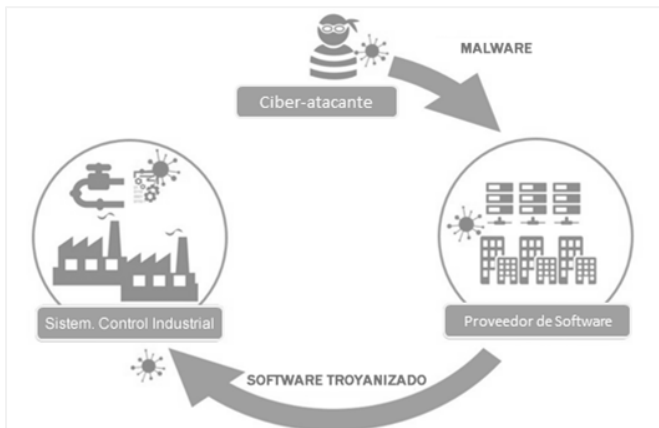 MALWARE
Ciber-atacante
Sistem. Control Industrial
Proveedor de Software
SOFTWARE TROYANIZADO